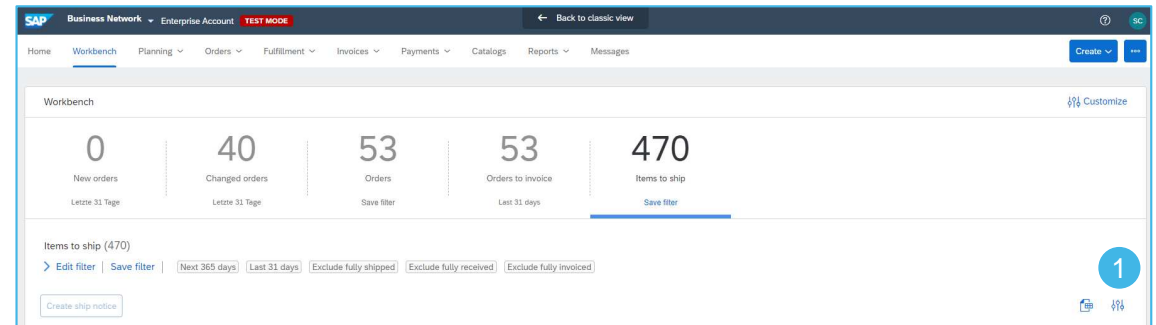 SAP Business Network Enterprise Account TEST MODE ← Back to classic view ? SC
Home Workbench Planning Orders Fulfillment Invoices Payments Catalogs Reports Messages Create
Workbench Customize
0 40 53 53 470
New orders Changed orders Orders Orders to invoice Items to ship
Letzte 31 Tage Letzte 31 Tage Save filter Last 31 days Save filter
Items to ship (470)
Edit filter | Save filter | Next 365 days Last 31 days Exclude fully shipped Exclude fully received Exclude fully invoiced
1
Create ship notice